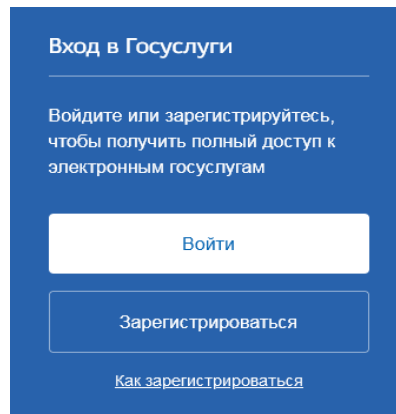 Вход в Госуслуги
Войдите или зарегистрируйтесь,
чтобы получить полный доступ к
электронным госуслугам
Войти
Зарегистрироваться
Как зарегистрироваться